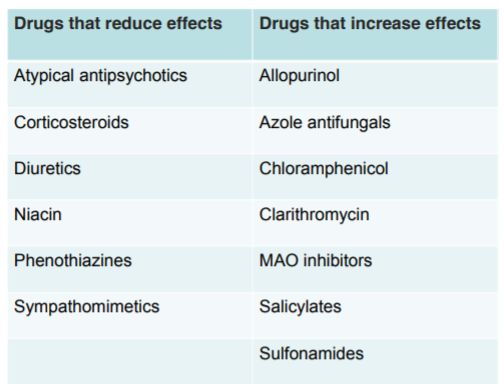 Drugs that reduce effects Drugs that increase effects
Atypical antipsychotics Allopurinol
Corticosteroids Azole antifungals
Diuretics Chloramphenicol
Niacin Clarithromycin
Phenothiazines MAO inhibitors
Sympathomimetics Salicylates
Sulfonamides